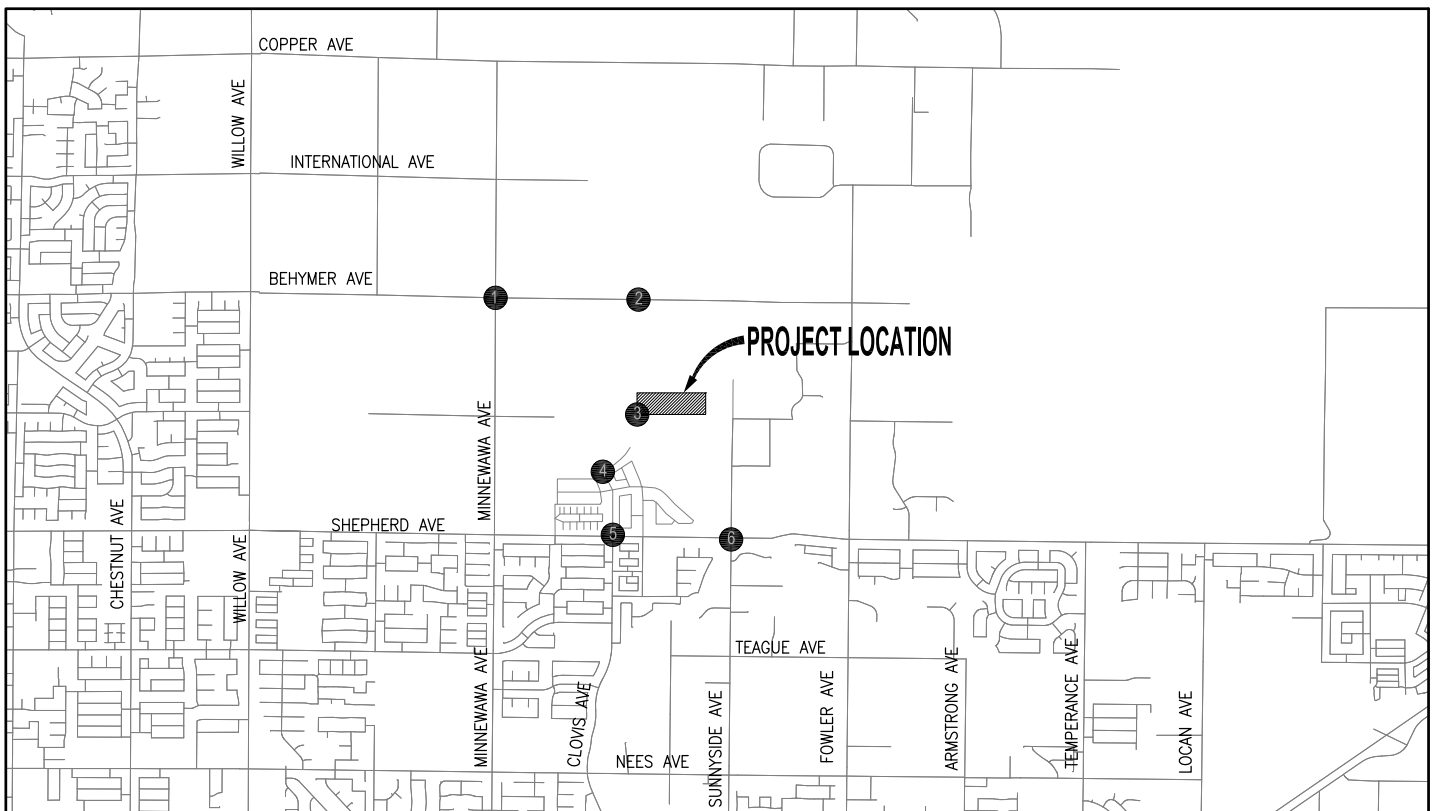 COPPER AVE
WILLOW AVE
INTERNATIONAL AVE
BEHYMER AVE
1
2
PROJECT LOCATION
3
MINNEWAWA AVE
4
CHESTNUT AVE
SHEPHERD AVE
5
6
WILLOW AVE
TEAGUE AVE
MINNEWAWA AVE
CLOVIS AVE
SUNNYSIDE AVE
FOWLER AVE
ARMSTRONG AVE
TEMPERANCE AVE
LOCAN AVE
NEES AVE